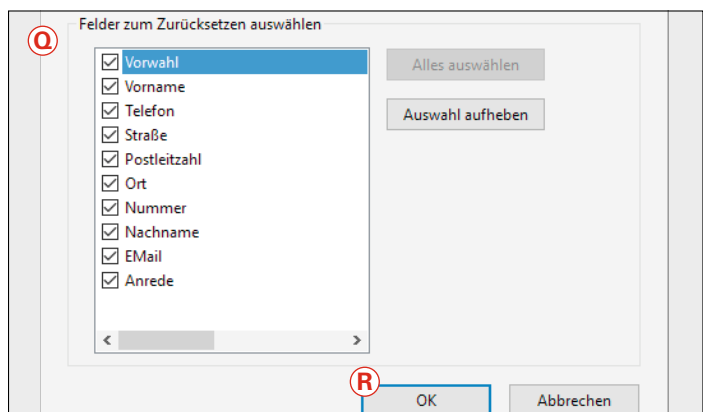 Felder zum Zurücksetzen auswählen
Q
Vorwahl
Alles auswählen
Vorname
Telefon
Auswahl aufheben
Straße
Postleitzahl
Ort
Nummer
Nachname
EMail
Anrede
R
OK
Abbrechen